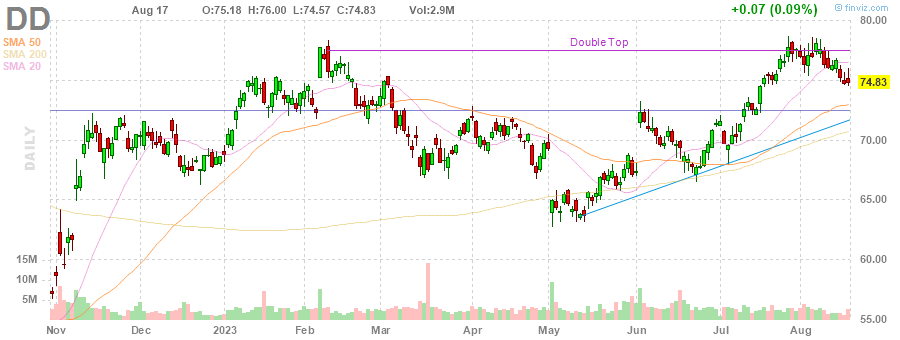 DD
Aug 17 O:75.18 H:76.00 L:74.57 C:74.83 Vol:2.9M
+0.07 (0.09%)
© finviz.com
SMA 50
SMA 200
SMA 20
Double Top
DAILY
80.00
74.83
70.00
65.00
60.00
55.00
15M
10M
5M
Nov Dec 2023 Feb Mar Apr May Jun Jul Aug